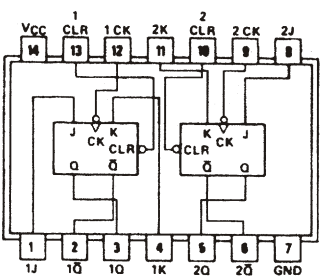 1 2
VCC CLR 1 CK 2K CLR 2 CK 2J
14 13 12 11 10 9 8
J K K J
CK CK
CLR CLR
Q Q̅ Q̅ Q
1 2 3 4 5 6 7
1J 1Q̅ 1Q 1K 2Q 2Q̅ GND